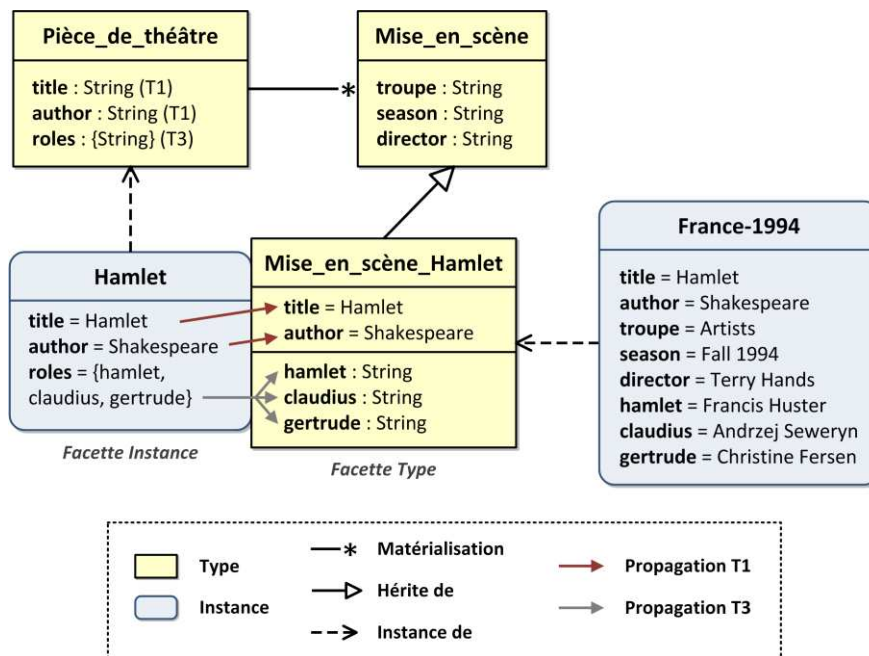 Pièce_de_théâtre
title : String (T1)
author : String (T1)
roles : {String} (T3)
*
Mise_en_scène
troupe : String
season : String
director : String
Hamlet
title = Hamlet
author = Shakespeare
roles = {hamlet,
claudius, gertrude}
Facette Instance
Mise_en_scène_Hamlet
title = Hamlet
author = Shakespeare
hamlet : String
claudius : String
gertrude : String
Facette Type
France-1994
title = Hamlet
author = Shakespeare
troupe = Artists
season = Fall 1994
director = Terry Hands
hamlet = Francis Huster
claudius = Andrzej Seweryn
gertrude = Christine Fersen
Type
Instance
* Matérialisation
Hérite de
Instance de
Propagation T1
Propagation T3